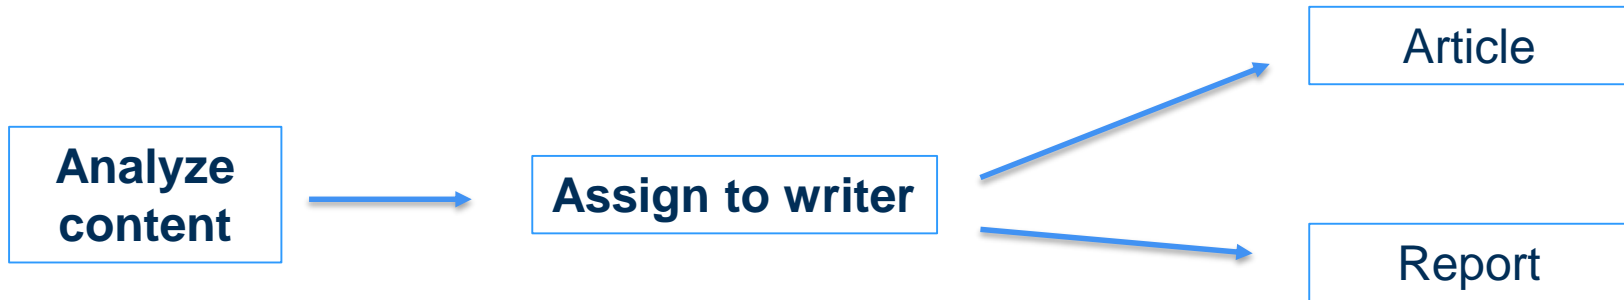 Analyze
content
Assign to writer
Article
Report